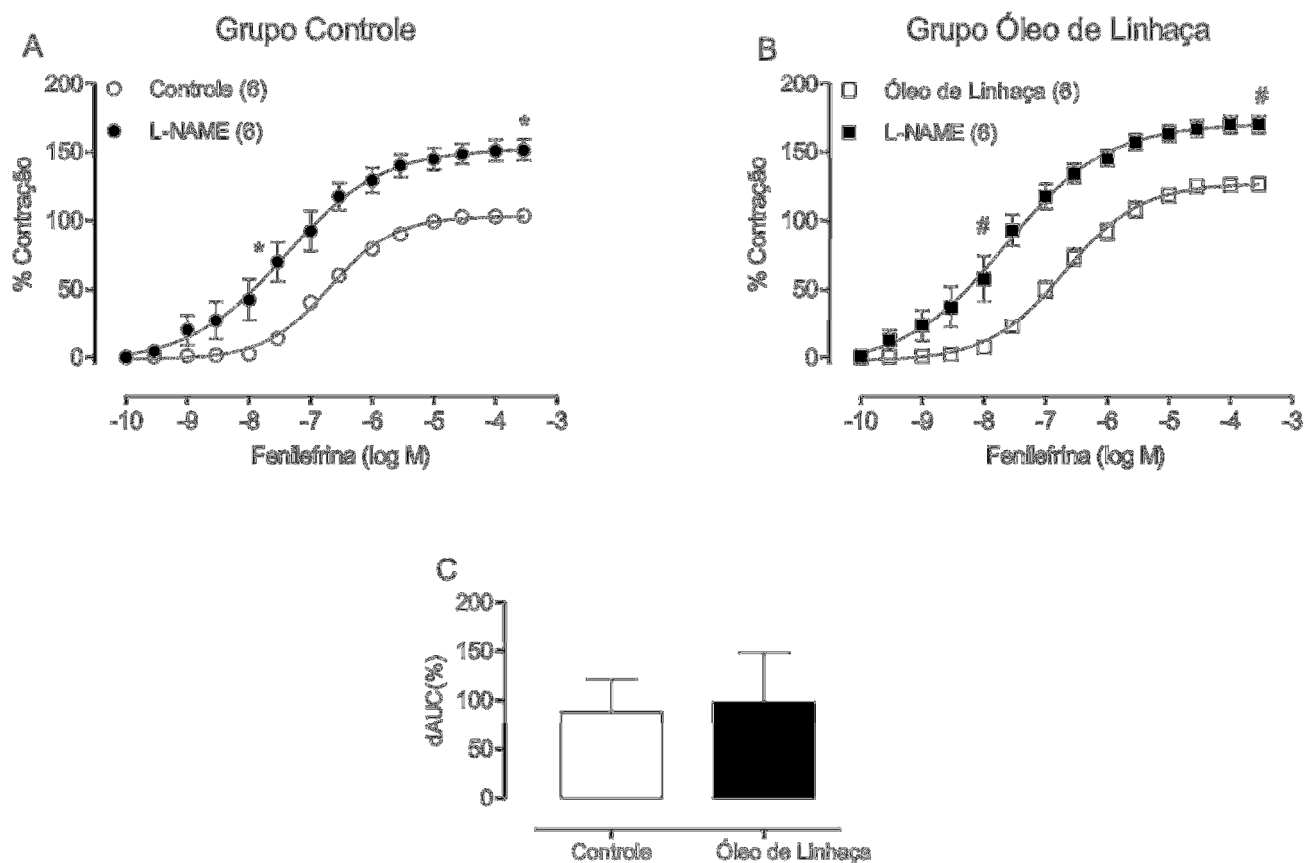 Grupo Controle
A
200
150
100
50
0
% Contração
Controle (6)
L-NAME (6)
*
*
-10 -9 -8 -7 -6 -5 -4 -3
Fenilefrina (log M)
Grupo Óleo de Linhaça
B
200
150
100
50
0
% Contração
Óleo de Linhaça (6)
L-NAME (6)
#
#
-10 -9 -8 -7 -6 -5 -4 -3
Fenilefrina (log M)
C
200
150
100
50
0
dAUC(%)
Controle Óleo de Linhaça